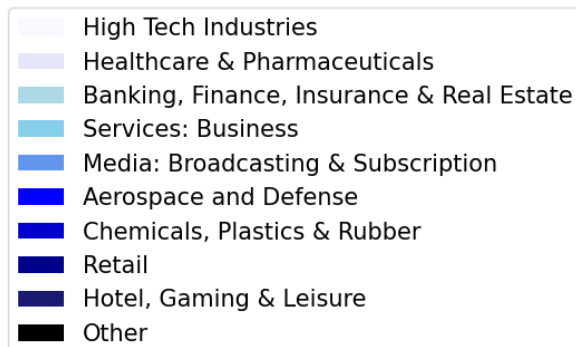 High Tech Industries
Healthcare & Pharmaceuticals
Banking, Finance, Insurance & Real Estate
Services: Business
Media: Broadcasting & Subscription
Aerospace and Defense
Chemicals, Plastics & Rubber
Retail
Hotel, Gaming & Leisure
Other